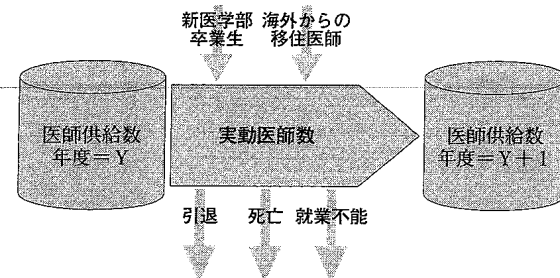 新医学部
卒業生
海外からの
移住医師
医師供給数
年度＝Y
実動医師数
医師供給数
年度＝Y＋1
引退
死亡
就業不能